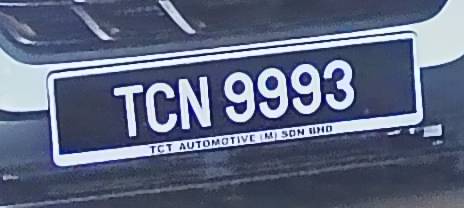 TCN 9993
TCT AUTOMOTIVE (M) SDN BHD